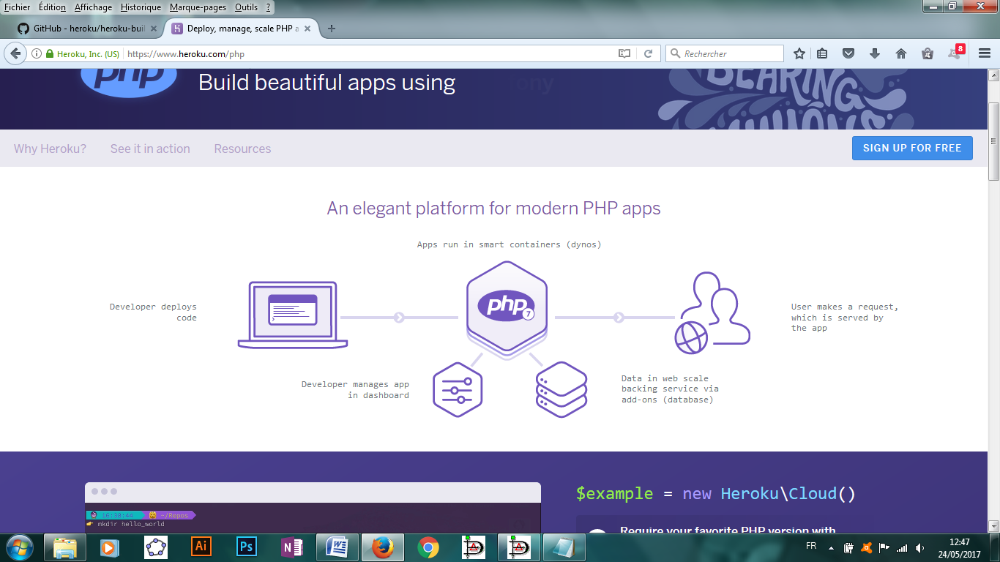 Fichier Édition Affichage Historique Marque-pages Outils ?
GitHub - heroku/heroku-buil
Deploy, manage, scale PHP a
Heroku, Inc. (US) https://www.heroku.com/php
Rechercher
8
php
Build beautiful apps using
BEARING
Why Heroku? See it in action Resources
SIGN UP FOR FREE
An elegant platform for modern PHP apps
Apps run in smart containers (dynos)
Developer deploys
code
php 7
User makes a request,
which is served by
the app
Developer manages app
in dashboard
Data in web scale
backing service via
add-ons (database)
$example = new Heroku\Cloud()
16:38:44 ~/Repos
mkdir hello_world
Require your favorite PHP version with
Ai
Ps
N
W
FR
12:47
24/05/2017